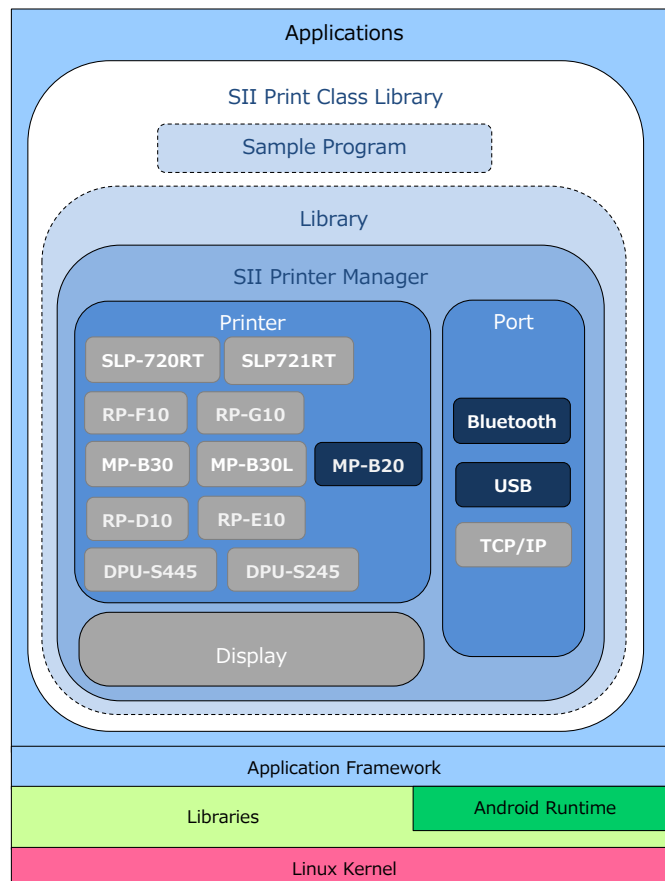 Applications
SII Print Class Library
Sample Program
Library
SII Printer Manager
Printer
SLP-720RT
SLP721RT
RP-F10
RP-G10
MP-B30
MP-B30L
MP-B20
RP-D10
RP-E10
DPU-S445
DPU-S245
Display
Port
Bluetooth
USB
TCP/IP
Application Framework
Libraries
Android Runtime
Linux Kernel